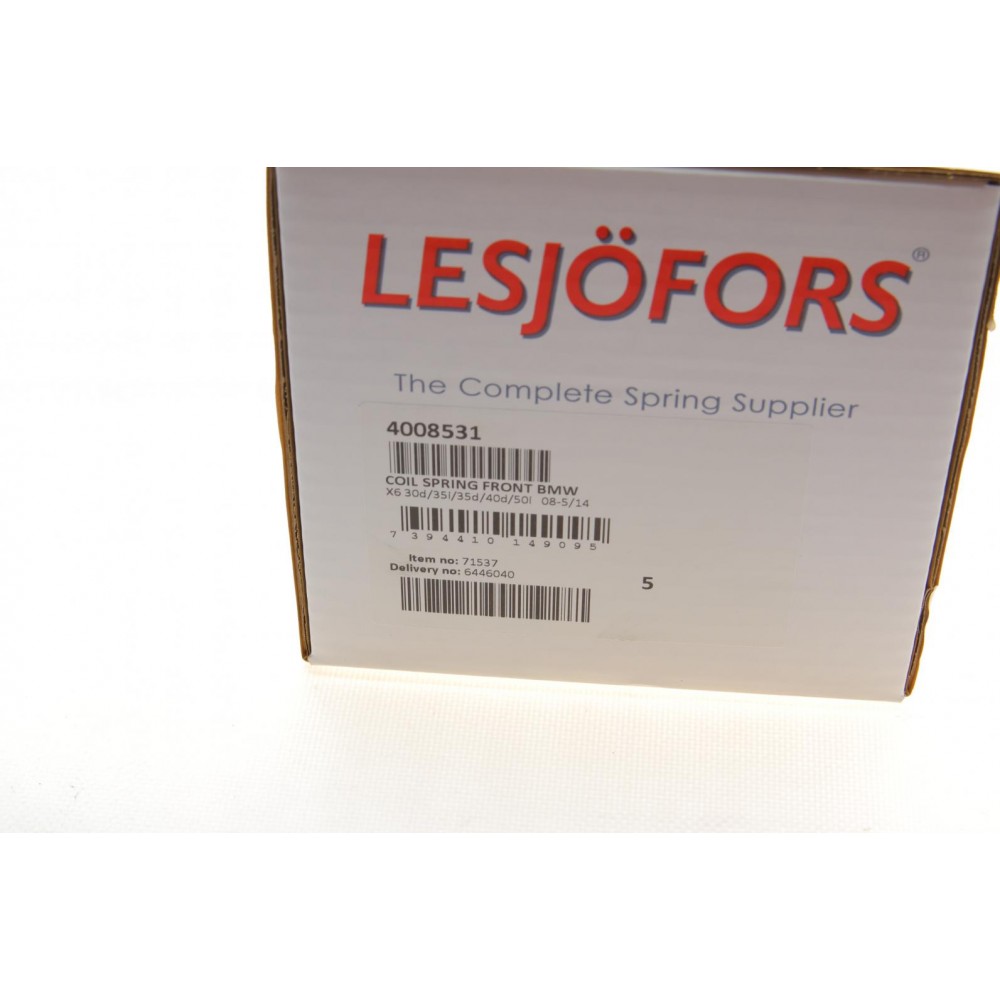 LESJÖFORS®
The Complete Spring Supplier
4008531
COIL SPRING FRONT BMW
X6 30d/35I/35d/40d/50I 08-5/14
7 394410 149095
Item no: 71537
Delivery no: 6446040
5